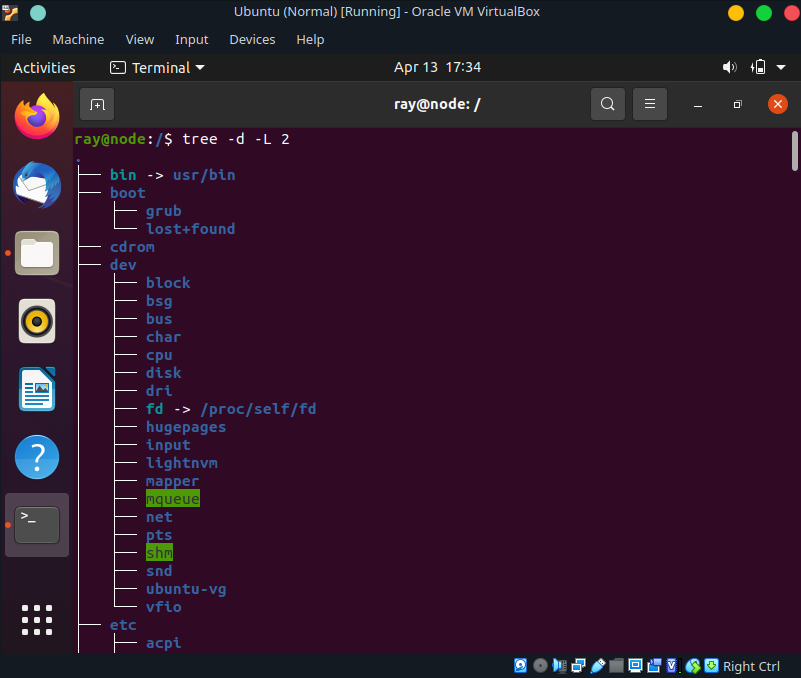 Ubuntu (Normal) [Running] - Oracle VM VirtualBox
File Machine View Input Devices Help
Activities Terminal Apr 13 17:34
ray@node: /
ray@node:/$ tree -d -L 2
.
├── bin -> usr/bin
├── boot
│   ├── grub
│   └── lost+found
├── cdrom
├── dev
│   ├── block
│   ├── bsg
│   ├── bus
│   ├── char
│   ├── cpu
│   ├── disk
│   ├── dri
│   ├── fd -> /proc/self/fd
│   ├── hugepages
│   ├── input
│   ├── lightnvm
│   ├── mapper
│   ├── mqueue
│   ├── net
│   ├── pts
│   ├── shm
│   ├── snd
│   ├── ubuntu-vg
│   └── vfio
├── etc
│   ├── acpi
Right Ctrl